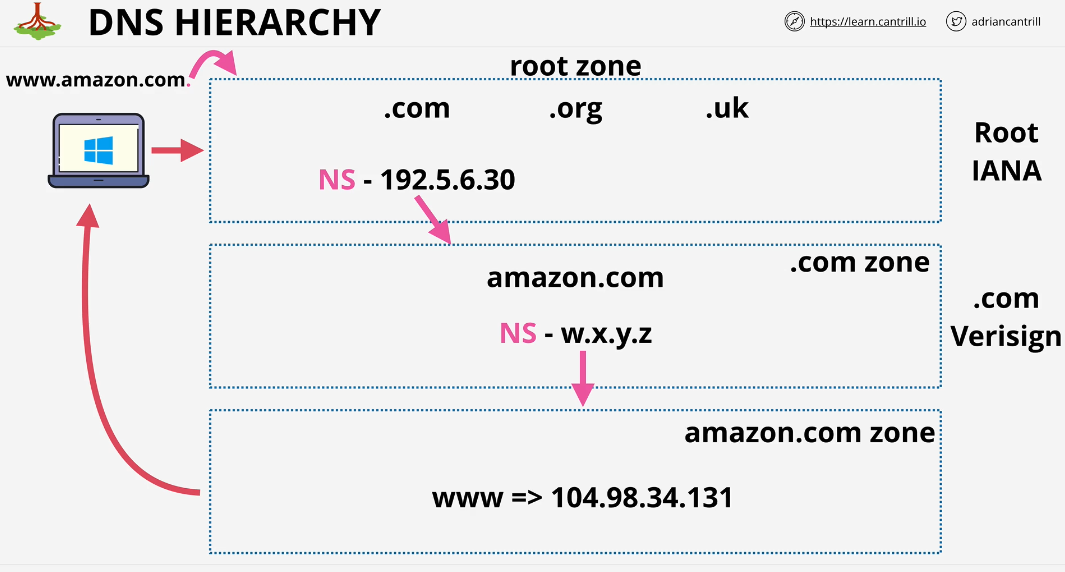 DNS HIERARCHY
https://learn.cantrill.io
adriancantrill
www.amazon.com.
root zone
.com .org .uk
NS - 192.5.6.30
Root
IANA
.com zone
amazon.com
NS - w.x.y.z
.com
Verisign
amazon.com zone
www => 104.98.34.131